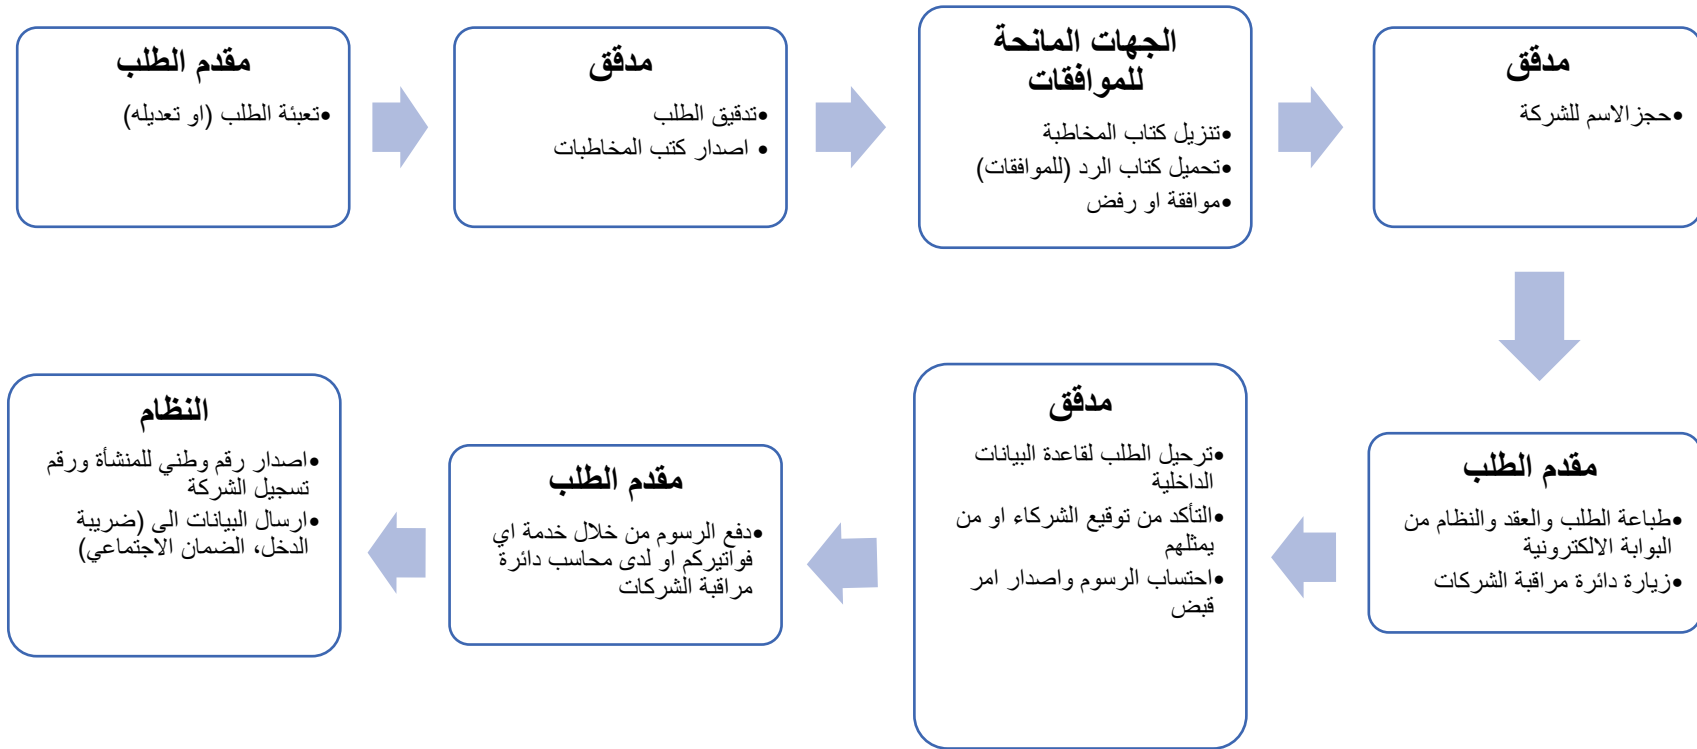 مقدم الطلب
•تعبئة الطلب (او تعديله)
مدقق
•تدقيق الطلب
• اصدار كتب المخاطبات
الجهات المانحة
للموافقات
•تنزيل كتاب المخاطبة
•تحميل كتاب الرد (للموافقات)
•موافقة او رفض
مدقق
•حجزالاسم للشركة
مقدم الطلب
•طباعة الطلب والعقد والنظام من
البوابة الالكترونية
•زيارة دائرة مراقبة الشركات
مدقق
•ترحيل الطلب لقاعدة البيانات
الداخلية
•التأكد من توقيع الشركاء او من
يمثلهم
•احتساب الرسوم واصدار امر
قبض
مقدم الطلب
•دفع الرسوم من خلال خدمة اي
فواتيركم او لدى محاسب دائرة
مراقبة الشركات
النظام
•اصدار رقم وطني للمنشأة ورقم
تسجيل الشركة
•ارسال البيانات الى (ضريبة
الدخل، الضمان الاجتماعي)